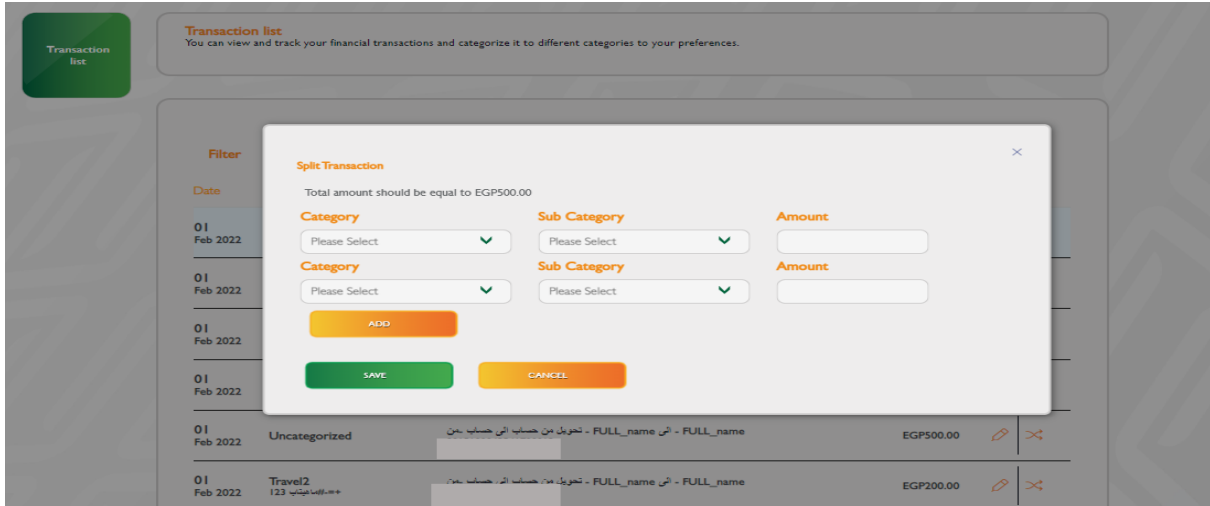 Transaction
list
Transaction list
You can view and track your financial transactions and categorize it to different categories to your preferences.
Filter
Split Transaction
×
Date
Total amount should be equal to EGP500.00
Category Sub Category Amount
01
Feb 2022
Please Select Please Select
Category Sub Category Amount
01
Feb 2022
Please Select Please Select
ADD
01
Feb 2022
SAVE CANCEL
01
Feb 2022
01
Feb 2022
Uncategorized
تحويل من حساب الى حساب -من - FULL_name الى - FULL_name
EGP500.00
01
Feb 2022
Travel2
123
تحويل من حساب الى حساب -من - FULL_name الى - FULL_name
EGP200.00